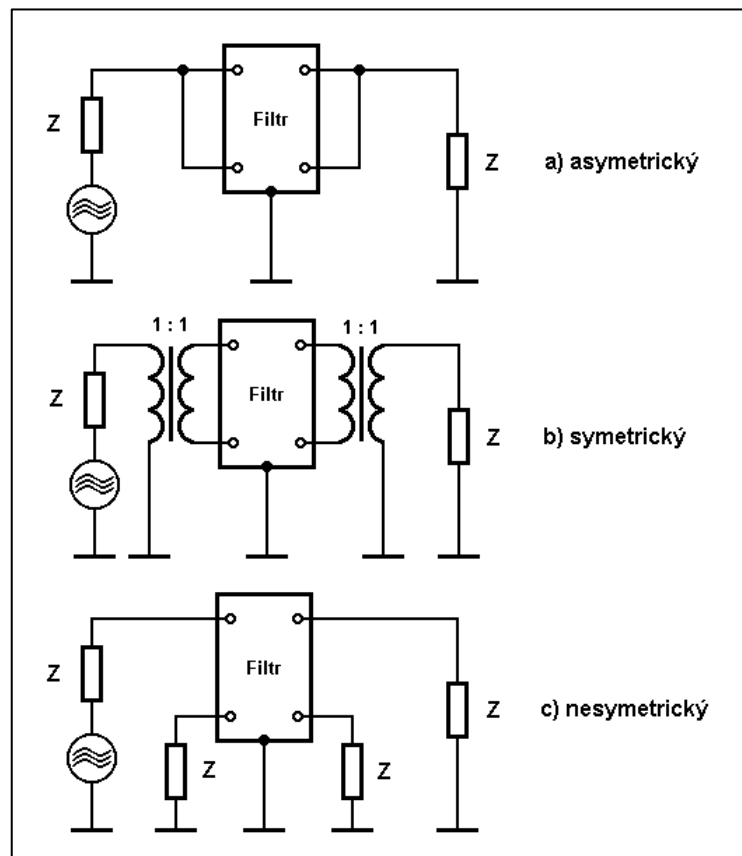 Filtr
Z
Z
a) asymetrický
1 : 1
1 : 1
Filtr
Z
Z
b) symetrický
Filtr
Z
Z
c) nesymetrický
Z
Z